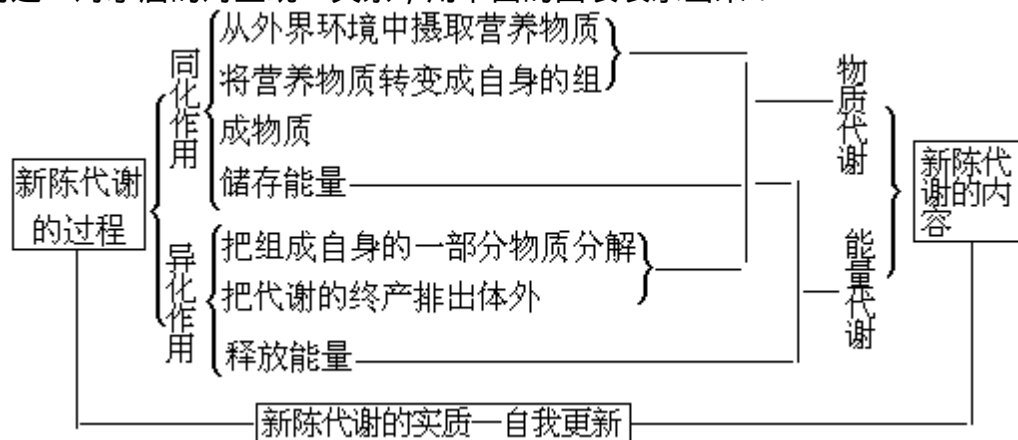 从外界环境中摄取营养物质
将营养物质转变成自身的组
成物质
储存能量
同化作用
新陈代谢
的过程
异化作用
把组成自身的一部分物质分解
把代谢的终产排出体外
释放能量
物质代谢
能量代谢
新陈代
谢的内
容
新陈代谢的实质—自我更新